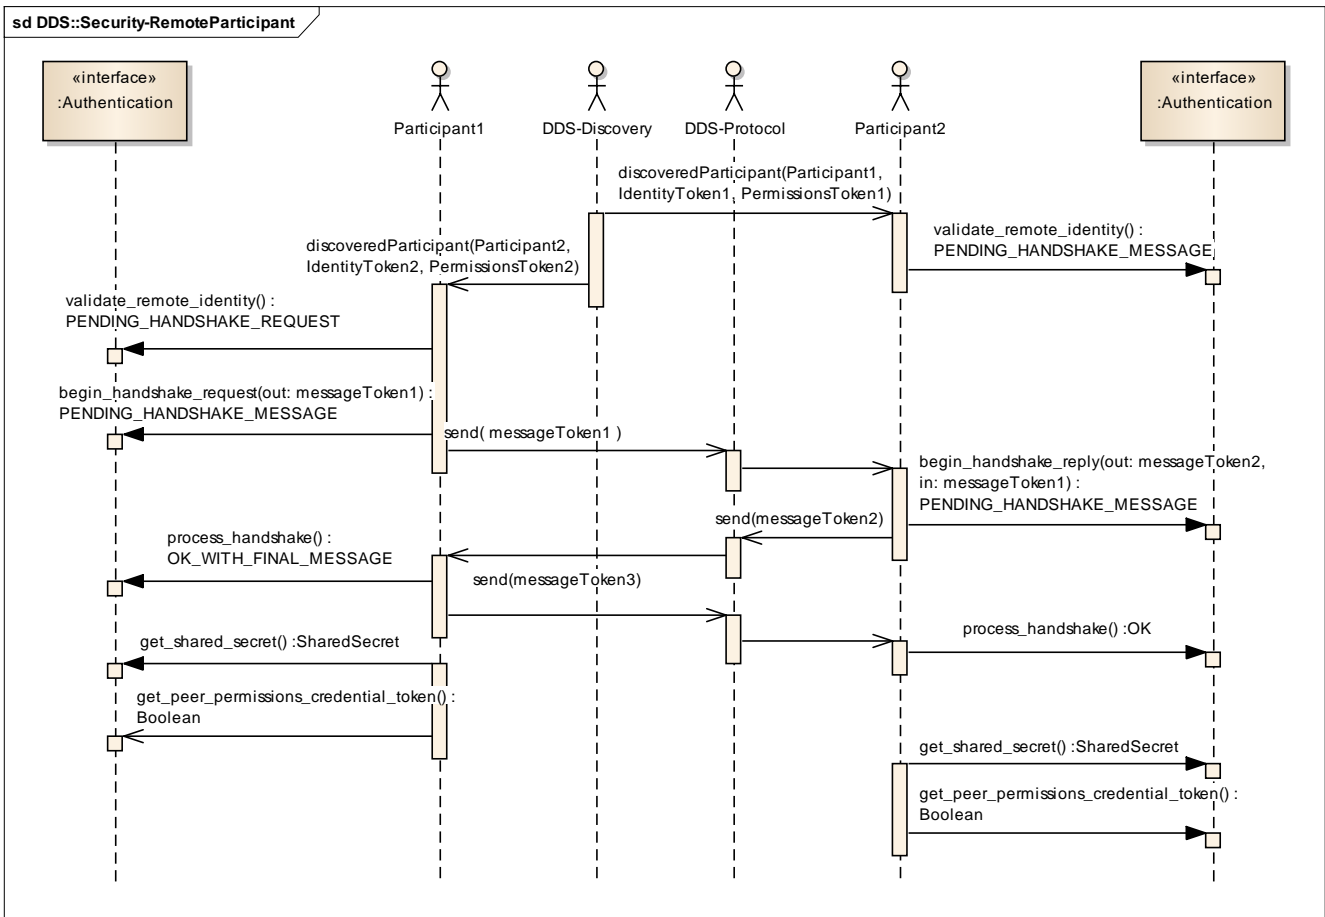 sd DDS::Security-RemoteParticipant
«interface»
:Authentication
Participant1
DDS-Discovery
DDS-Protocol
Participant2
«interface»
:Authentication
discoveredParticipant(Participant1,
IdentityToken1, PermissionsToken1)
validate_remote_identity() :
PENDING_HANDSHAKE_MESSAGE
discoveredParticipant(Participant2,
IdentityToken2, PermissionsToken2)
validate_remote_identity() :
PENDING_HANDSHAKE_REQUEST
begin_handshake_request(out: messageToken1) :
PENDING_HANDSHAKE_MESSAGE
send( messageToken1 )
begin_handshake_reply(out: messageToken2,
in: messageToken1) :
PENDING_HANDSHAKE_MESSAGE
send(messageToken2)
process_handshake() :
OK_WITH_FINAL_MESSAGE
send(messageToken3)
process_handshake() :OK
get_shared_secret() :SharedSecret
get_peer_permissions_credential_token() :
Boolean
get_shared_secret() :SharedSecret
get_peer_permissions_credential_token() :
Boolean